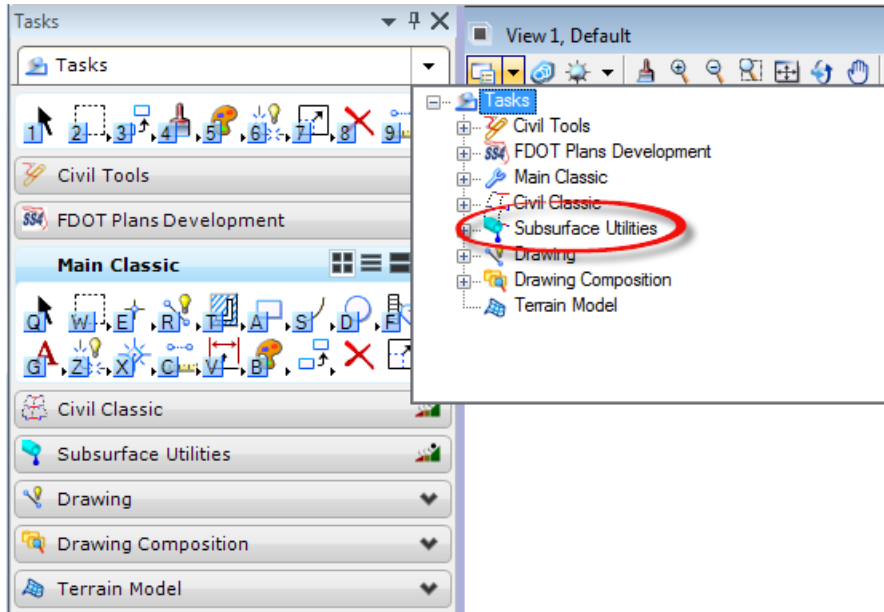 Tasks
View 1, Default
Tasks
Tasks
1 2 3 4 5 6 7 8 9
Civil Tools
Civil Tools
FDOT Plans Development
SS4
Main Classic
Civil Classic
Subsurface Utilities
Drawing
Drawing Composition
Terrain Model
SS4 FDOT Plans Development
Main Classic
Q W E R T A S D F
G Z X C V B
Civil Classic
Subsurface Utilities
Drawing
Drawing Composition
Terrain Model